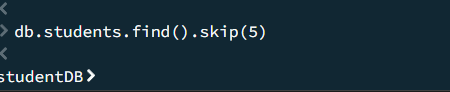 <
> db.students.find().skip(5)
<
studentDB>